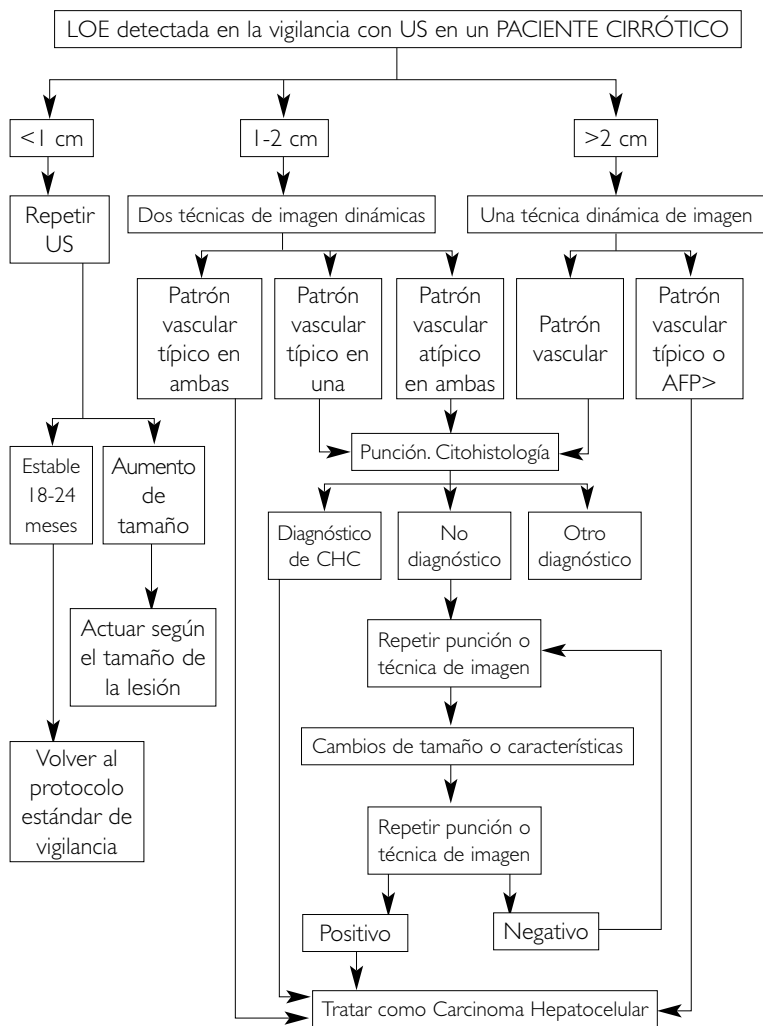 LOE detectada en la vigilancia con US en un PACIENTE CIRRÓTICO
<1 cm
1-2 cm
>2 cm
Repetir
US
Dos técnicas de imagen dinámicas
Una técnica dinámica de imagen
Patrón
vascular
típico en
ambas
Patrón
vascular
típico en
una
Patrón
vascular
atípico
en ambas
Patrón
vascular
Patrón
vascular
típico o
AFP>
Estable
18-24
meses
Aumento
de
tamaño
Punción. Citohistología
Diagnóstico
de CHC
No
diagnóstico
Otro
diagnóstico
Actuar según
el tamaño de
la lesión
Repetir punción o
técnica de imagen
Cambios de tamaño o características
Volver al
protocolo
estándar de
vigilancia
Repetir punción o
técnica de imagen
Positivo
Negativo
Tratar como Carcinoma Hepatocelular